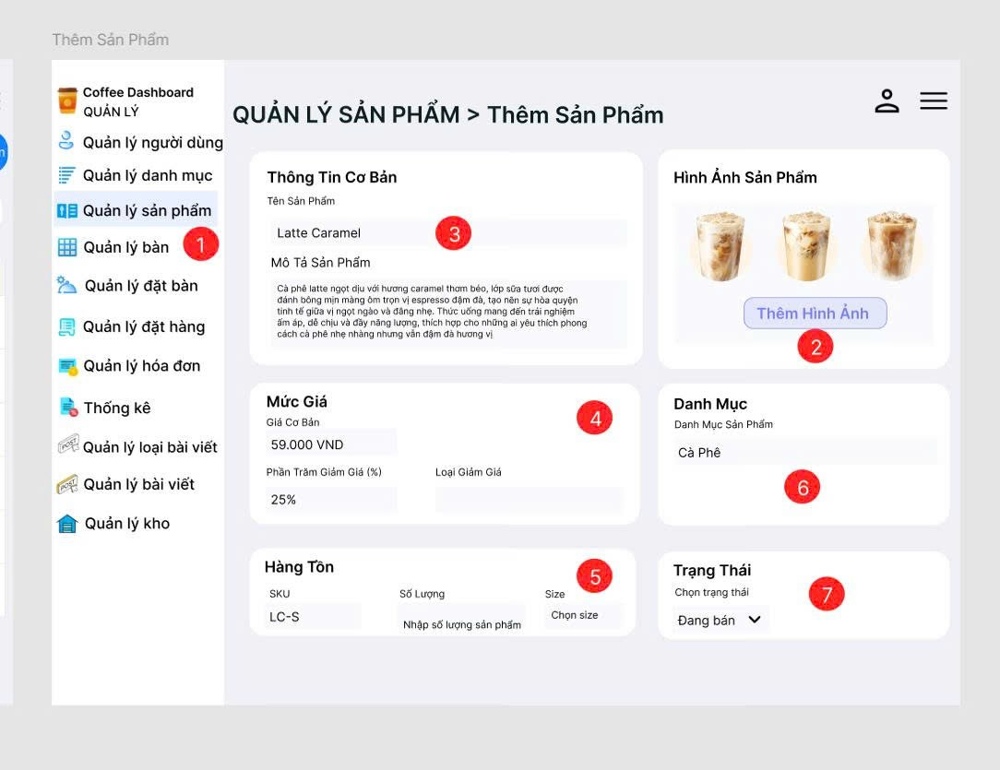 Thêm Sản Phẩm
Coffee Dashboard
QUẢN LÝ
Quản lý người dùng
Quản lý danh mục
Quản lý sản phẩm
Quản lý bàn
1
Quản lý đặt bàn
Quản lý đặt hàng
Quản lý hóa đơn
Thống kê
Quản lý loại bài viết
Quản lý bài viết
Quản lý kho
QUẢN LÝ SẢN PHẨM > Thêm Sản Phẩm
Thông Tin Cơ Bản
Tên Sản Phẩm
Latte Caramel
3
Mô Tả Sản Phẩm
Cà phê latte ngọt dịu với hương caramel thơm béo, lớp sữa tươi được
đánh bông mịn màng ôm trọn vị espresso đậm đà, tạo nên sự hòa quyện
tinh tế giữa vị ngọt ngào và đắng nhẹ. Thức uống mang đến trải nghiệm
ấm áp, dễ chịu và đầy năng lượng, thích hợp cho những ai yêu thích phong
cách cà phê nhẹ nhàng nhưng vẫn đậm đà hương vị
Hình Ảnh Sản Phẩm
Thêm Hình Ảnh
2
Mức Giá
4
Giá Cơ Bản
59.000 VND
Phần Trăm Giảm Giá (%)
Loại Giảm Giá
25%
Danh Mục
Danh Mục Sản Phẩm
Cà Phê
6
Hàng Tồn
5
SKU
Số Lượng
Size
LC-S
Nhập số lượng sản phẩm
Chọn size
Trạng Thái
Chọn trạng thái
7
Đang bán